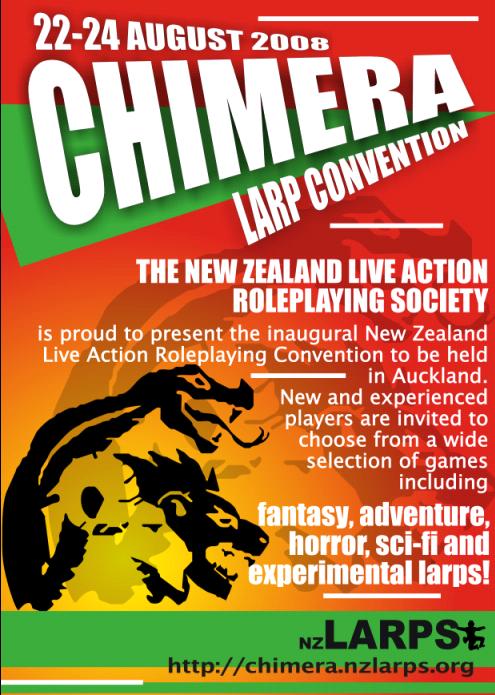 22-24 AUGUST 2008
CHIMERA
LARP CONVENTION
THE NEW ZEALAND LIVE ACTION
ROLEPLAYING SOCIETY
is proud to present the inaugural New Zealand
Live Action Roleplaying Convention to be held
in Auckland.
New and experienced
players are invited to
choose from a wide
selection of games
including
fantasy, adventure,
horror, sci-fi and
experimental larps!
NZLARPS
http://chimera.nzlarps.org